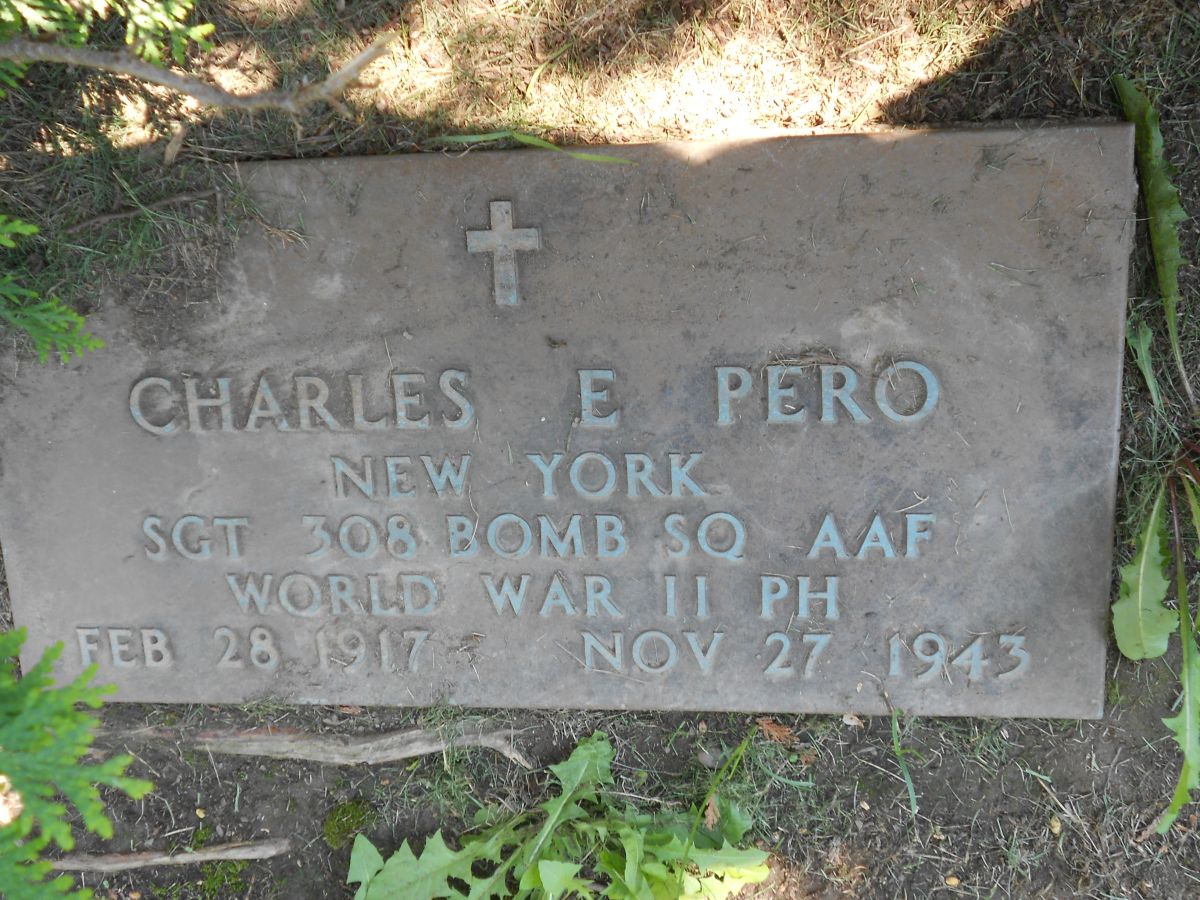 CHARLES E PERO
NEW YORK
SGT 308 BOMB SQ AAF
WORLD WAR II PH
FEB 28 1917 NOV 27 1943